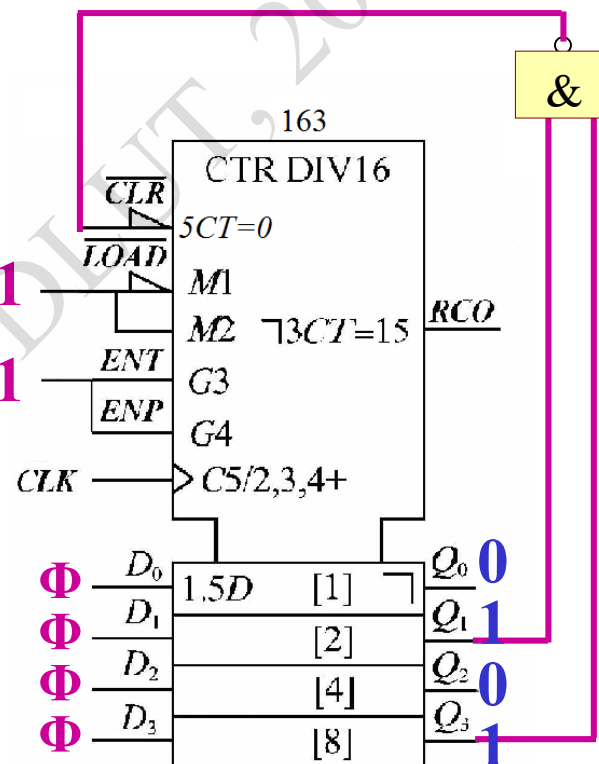 DLUT, 20
&
163
CTR DIV16
CLR
5CT=0
LOAD
1
M1
M2
⅂3CT=15
RCO
1
ENT
G3
ENP
G4
CLK
C5/2,3,4+
Φ D₀ 1.5D [1] ⅂ Q₀ 0
Φ D₁ [2] Q₁ 1
Φ D₂ [4] Q₂ 0
Φ D₃ [8] Q₃ 1